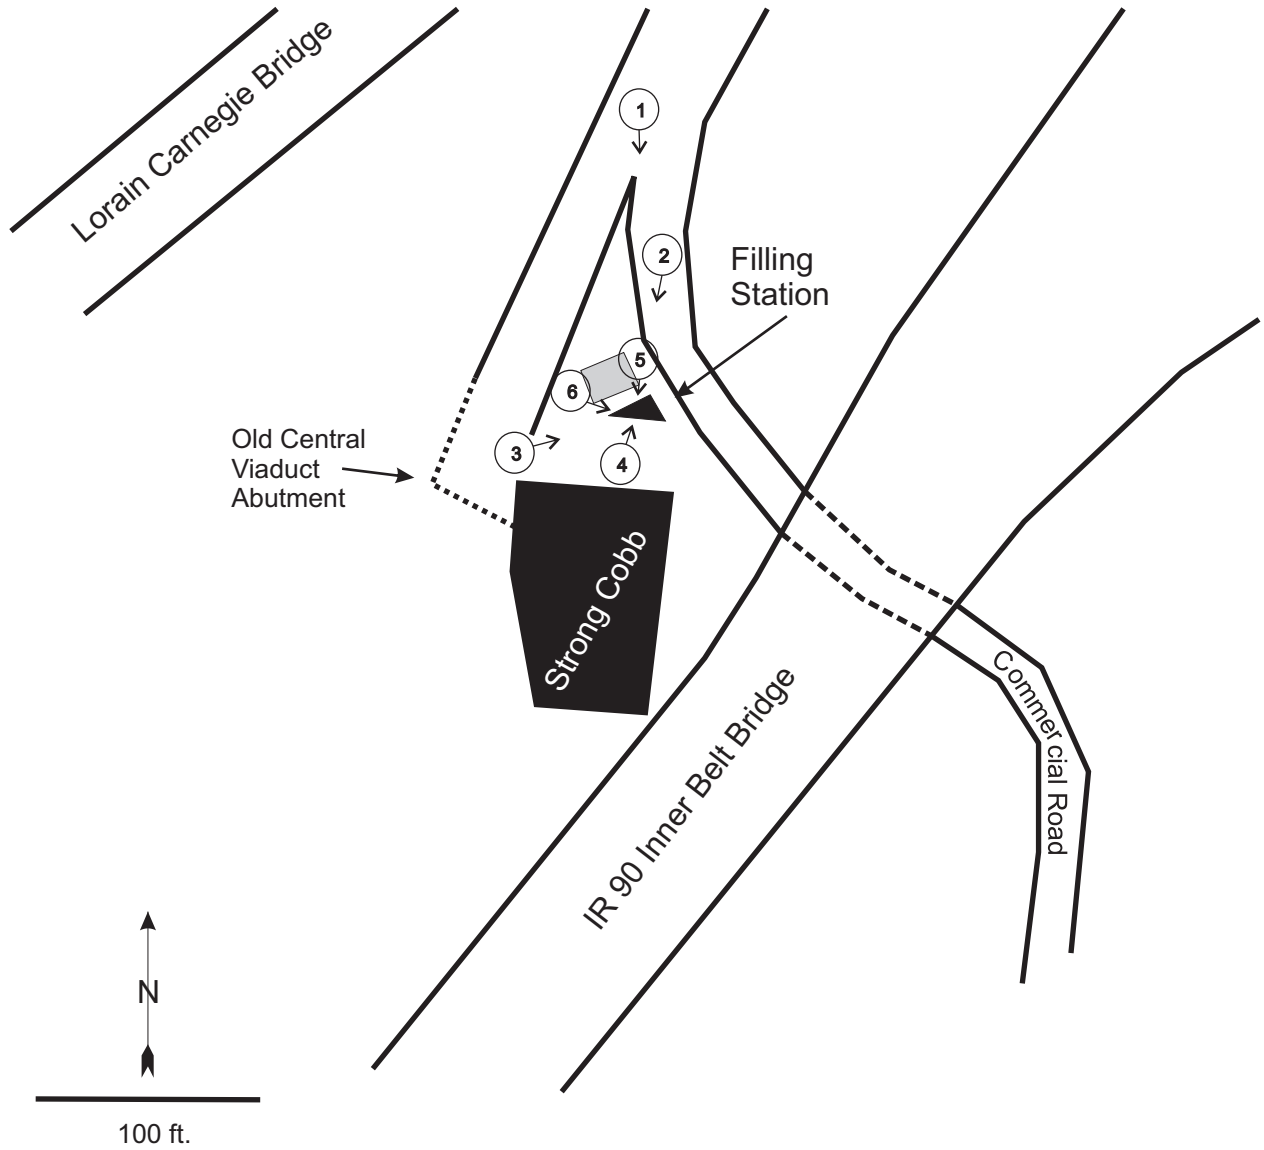 Lorain Carnegie Bridge
1
2
Filling
Station
5
6
3
4
Old Central
Viaduct
Abutment
Strong Cobb
IR 90 Inner Belt Bridge
Commer cial Road
N
100 ft.